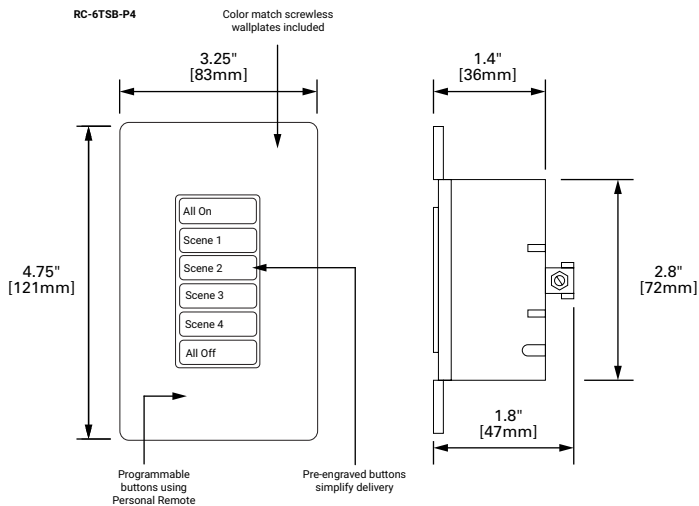 RC-6TSB-P4
Color match screwless
wallplates included
3.25"
[83mm]
1.4"
[36mm]
All On
Scene 1
Scene 2
Scene 3
Scene 4
All Off
4.75"
[121mm]
2.8"
[72mm]
1.8"
[47mm]
Programmable
buttons using
Personal Remote
Pre-engraved buttons
simplify delivery